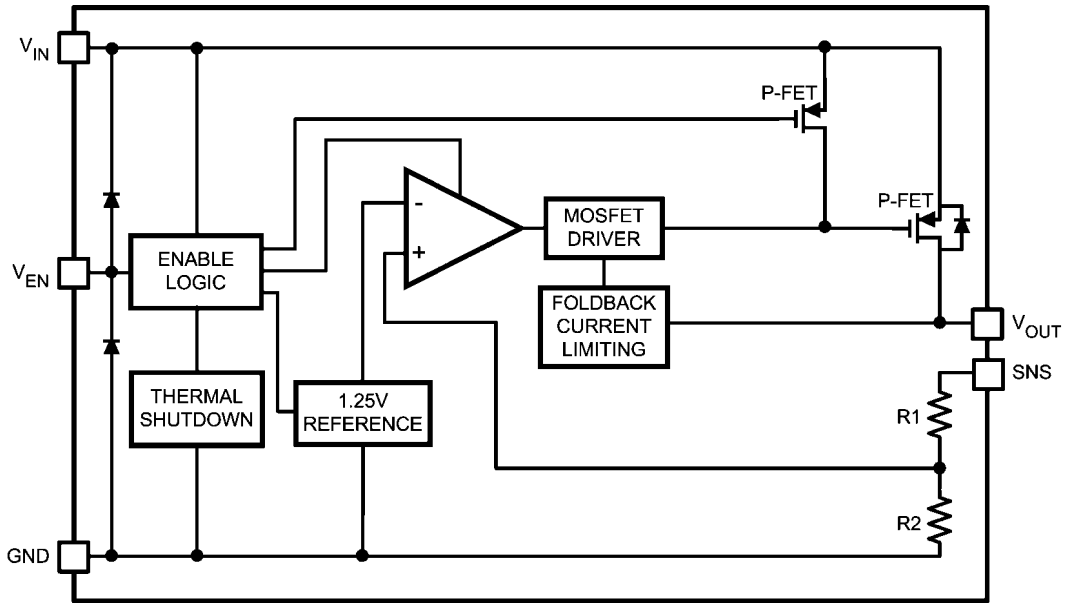 VIN
P-FET
P-FET
-
MOSFET
DRIVER
+
VEN
ENABLE
LOGIC
FOLDBACK
CURRENT
LIMITING
VOUT
SNS
THERMAL
SHUTDOWN
1.25V
REFERENCE
R1
R2
GND